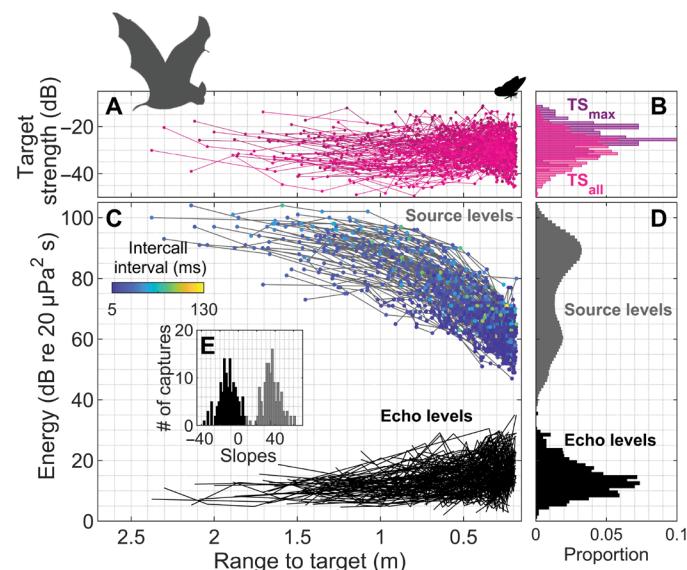 A
B
Target
strength (dB)
−20
−40
TSmax
TSall
C
D
Source levels
Intercall
interval (ms)
5 130
Energy (dB re 20 µPa² s)
100
80
60
40
20
0
Source levels
E
# of captures
20
10
0
−40 0 40
Slopes
Echo levels
Echo levels
2.5 2 1.5 1 0.5
Range to target (m)
0 0.05 0.1
Proportion